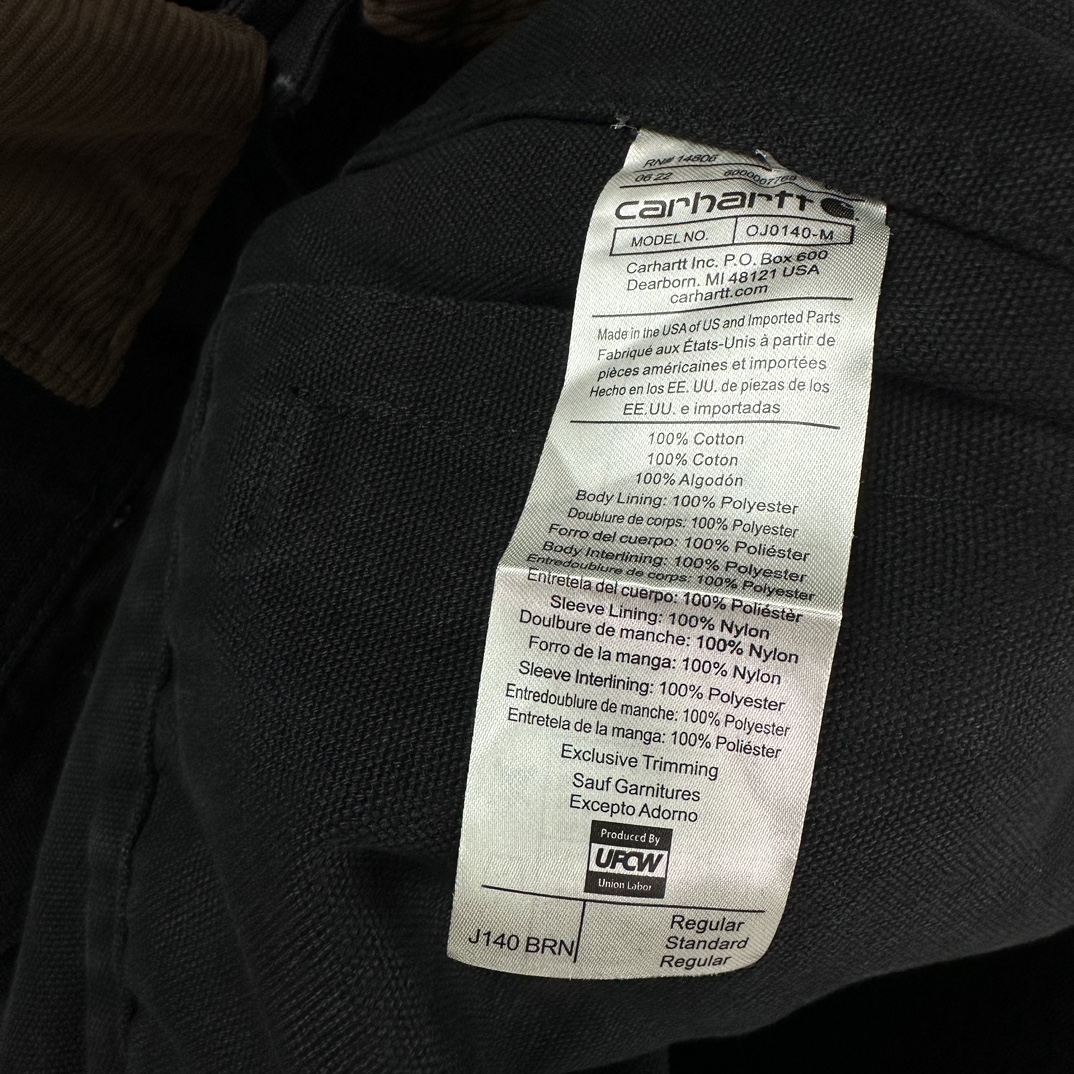 RN# 14806
06 22 6000007769
carhartt
MODEL NO. OJ0140-M
Carhartt Inc. P.O. Box 600
Dearborn. MI 48121 USA
carhartt.com
Made in the USA of US and Imported Parts
Fabriqué aux États-Unis à partir de
pièces américaines et importées
Hecho en los EE. UU. de piezas de los
EE.UU. e importadas
100% Cotton
100% Coton
100% Algodón
Body Lining: 100% Polyester
Doublure de corps: 100% Polyester
Forro del cuerpo: 100% Poliéster
Body Interlining: 100% Polyester
Entredoublure de corps: 100% Polyester
Entretela del cuerpo: 100% Poliéster
Sleeve Lining: 100% Nylon
Doulbure de manche: 100% Nylon
Forro de la manga: 100% Nylon
Sleeve Interlining: 100% Polyester
Entredoublure de manche: 100% Polyester
Entretela de la manga: 100% Poliéster
Exclusive Trimming
Sauf Garnitures
Excepto Adorno
Produced By
UFCW
Union Labor
J140 BRN
Regular
Standard
Regular